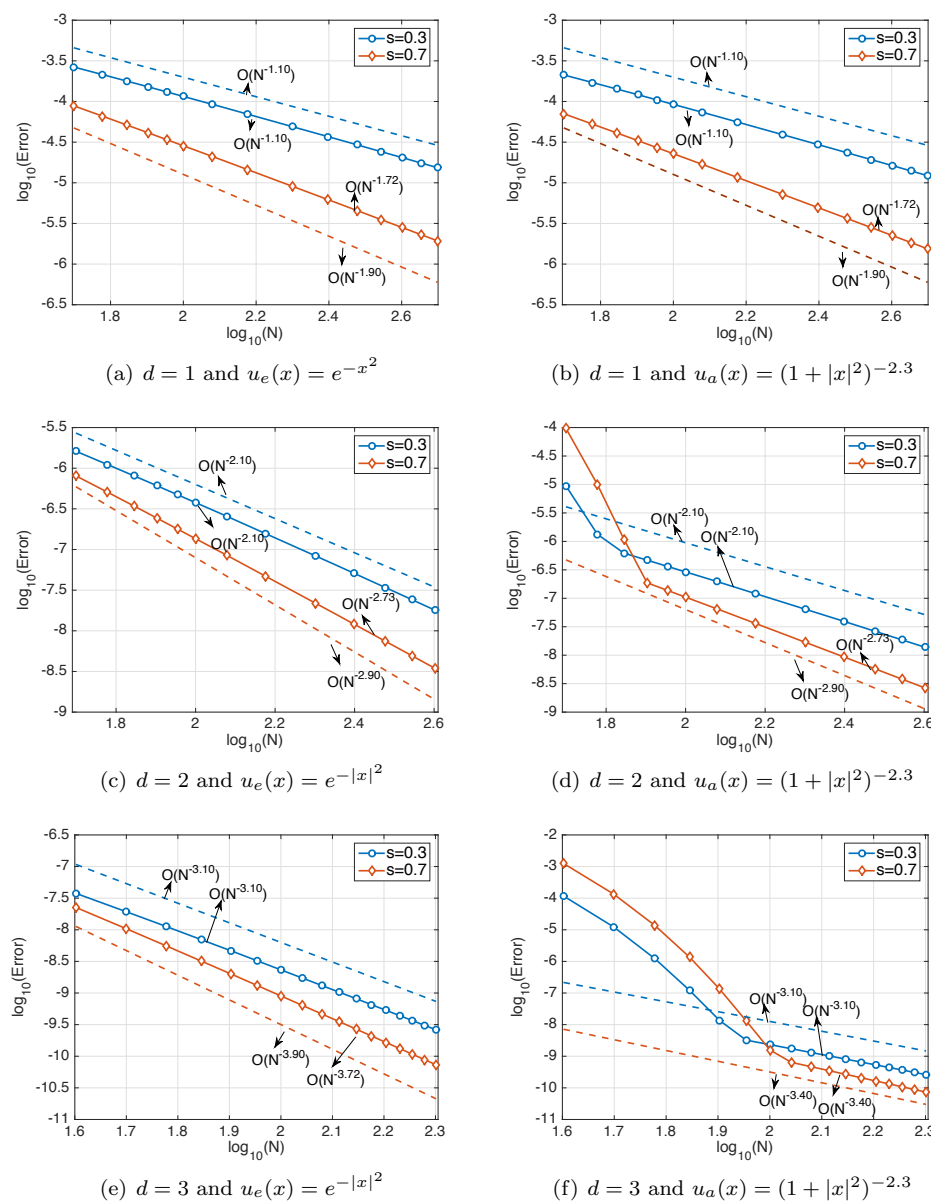 -3
-3.5
-4
-4.5
-5
-5.5
-6
-6.5
log₁₀(Error)
s=0.3
s=0.7
O(N^-1.10)
O(N^-1.10)
O(N^-1.72)
O(N^-1.90)
1.8 2 2.2 2.4 2.6
log₁₀(N)
(a) d = 1 and uₑ(x) = e^{-x²}
-3
-3.5
-4
-4.5
-5
-5.5
-6
-6.5
log₁₀(Error)
s=0.3
s=0.7
O(N^-1.10)
O(N^-1.10)
O(N^-1.72)
O(N^-1.90)
1.8 2 2.2 2.4 2.6
log₁₀(N)
(b) d = 1 and uₐ(x) = (1 + |x|²)^{-2.3}
-5.5
-6
-6.5
-7
-7.5
-8
-8.5
-9
log₁₀(Error)
s=0.3
s=0.7
O(N^-2.10)
O(N^-2.10)
O(N^-2.73)
O(N^-2.90)
1.8 2 2.2 2.4 2.6
log₁₀(N)
(c) d = 2 and uₑ(x) = e^{-|x|²}
-4
-4.5
-5
-5.5
-6
-6.5
-7
-7.5
-8
-8.5
-9
log₁₀(Error)
s=0.3
s=0.7
O(N^-2.10)
O(N^-2.10)
O(N^-2.73)
O(N^-2.90)
1.8 2 2.2 2.4 2.6
log₁₀(N)
(d) d = 2 and uₐ(x) = (1 + |x|²)^{-2.3}
-6.5
-7
-7.5
-8
-8.5
-9
-9.5
-10
-10.5
-11
log₁₀(Error)
s=0.3
s=0.7
O(N^-3.10)
O(N^-3.10)
O(N^-3.90)
O(N^-3.72)
1.6 1.7 1.8 1.9 2 2.1 2.2 2.3
log₁₀(N)
(e) d = 3 and uₑ(x) = e^{-|x|²}
-2
-3
-4
-5
-6
-7
-8
-9
-10
-11
log₁₀(Error)
s=0.3
s=0.7
O(N^-3.10)
O(N^-3.10)
O(N^-3.40)
O(N^-3.40)
1.6 1.7 1.8 1.9 2 2.1 2.2 2.3
log₁₀(N)
(f) d = 3 and uₐ(x) = (1 + |x|²)^{-2.3}